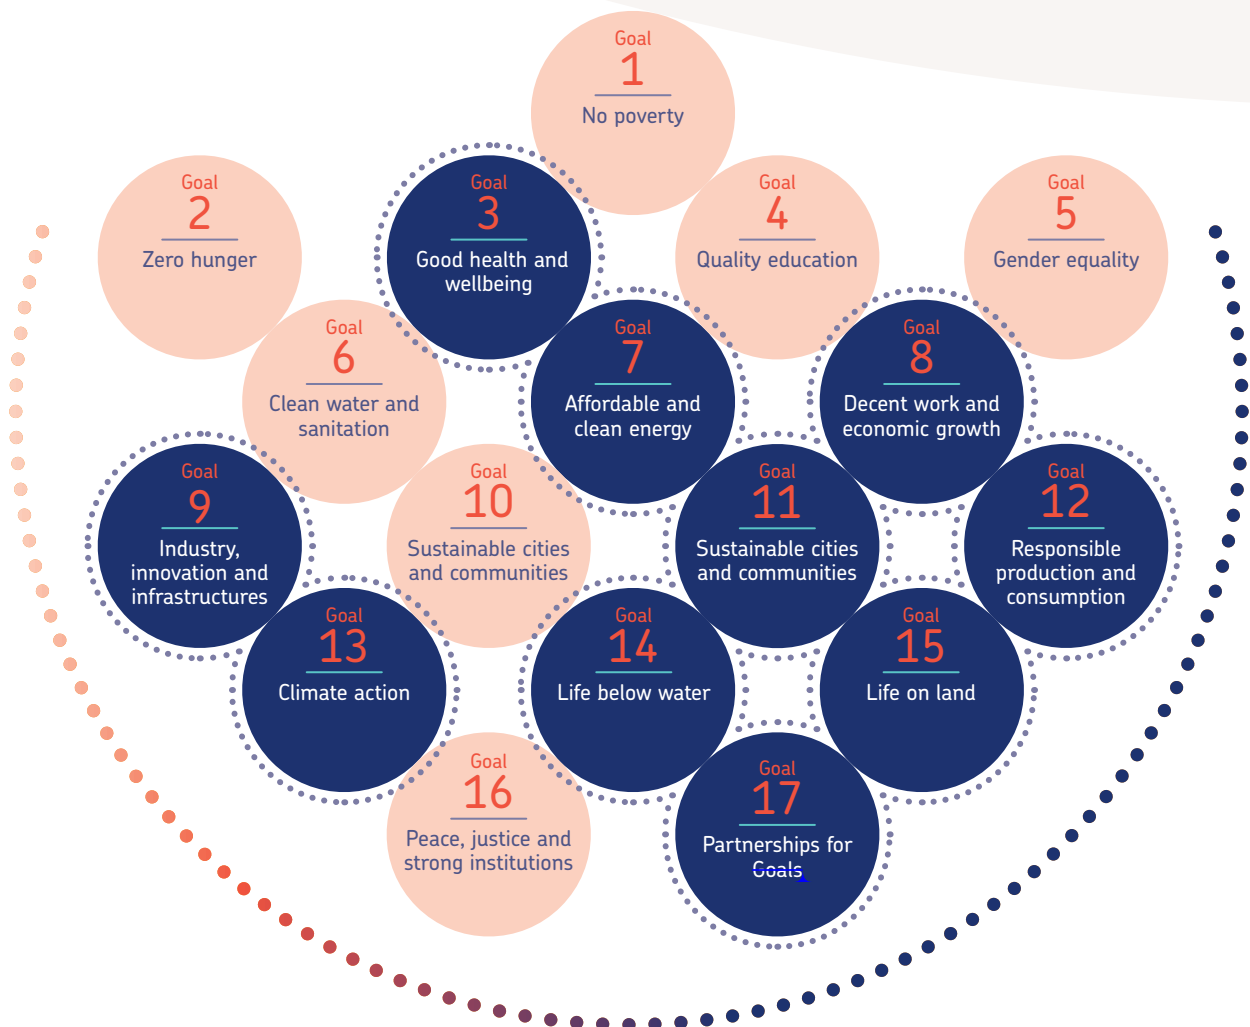 Goal
1
No poverty
Goal
2
Zero hunger
Goal
3
Good health and
wellbeing
Goal
4
Quality education
Goal
5
Gender equality
Goal
6
Clean water and
sanitation
Goal
7
Affordable and
clean energy
Goal
8
Decent work and
economic growth
Goal
9
Industry,
innovation and
infrastructures
Goal
10
Sustainable cities
and communities
Goal
11
Sustainable cities
and communities
Goal
12
Responsible
production and
consumption
Goal
13
Climate action
Goal
14
Life below water
Goal
15
Life on land
Goal
16
Peace, justice and
strong institutions
Goal
17
Partnerships for
Goals